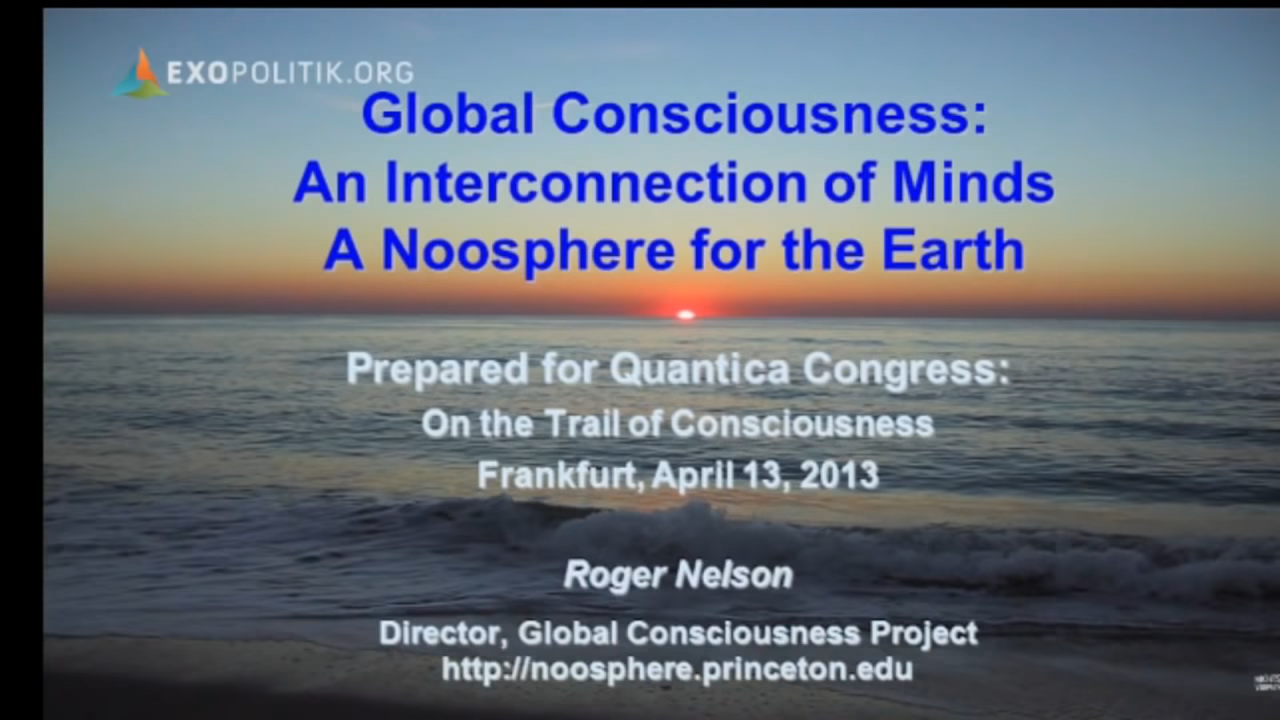 EXOPOLITIK.ORG
Global Consciousness:
An Interconnection of Minds
A Noosphere for the Earth
Prepared for Quantica Congress:
On the Trail of Consciousness
Frankfurt, April 13, 2013
Roger Nelson
Director, Global Consciousness Project
http://noosphere.princeton.edu